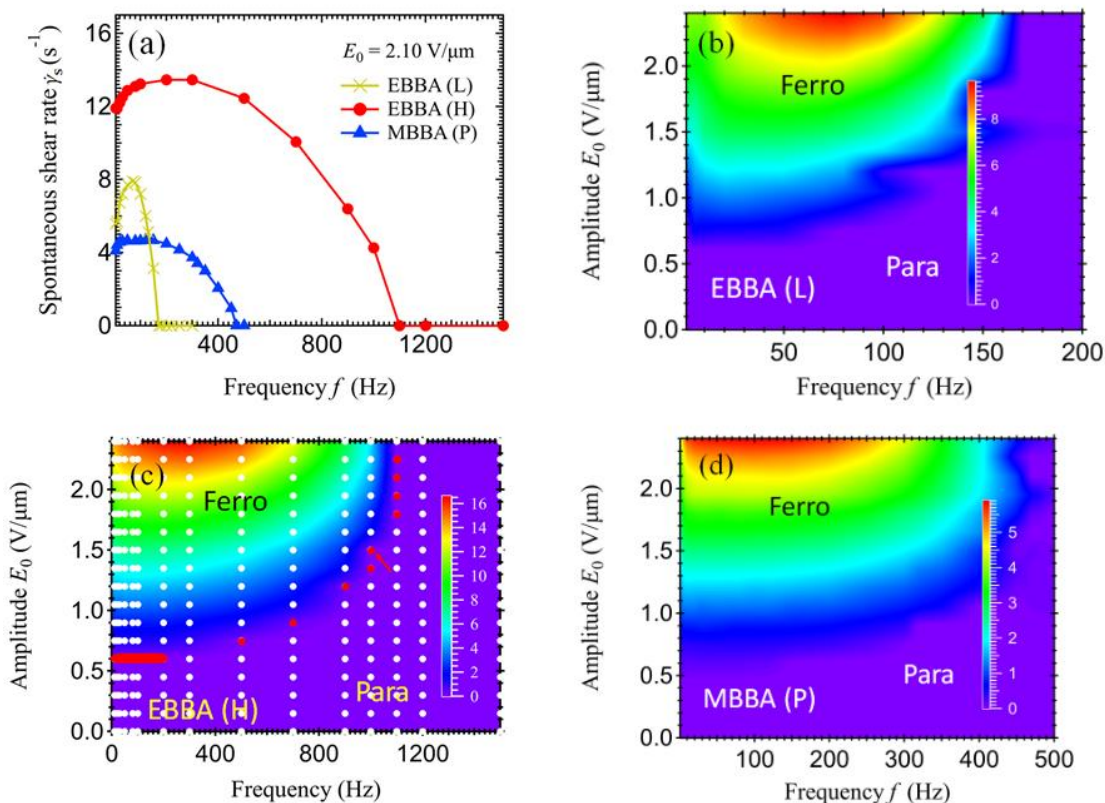 (a)
E₀ = 2.10 V/μm
EBBA (L)
EBBA (H)
MBBA (P)
Spontaneous shear rate γ̇ₛ (s⁻¹)
16
12
8
4
0
400
800
1200
Frequency f (Hz)
(b)
Ferro
Para
EBBA (L)
8
6
4
2
0
Amplitude E₀ (V/μm)
2.0
1.5
1.0
0.5
0.0
50
100
150
200
Frequency f (Hz)
(c)
Ferro
Para
EBBA (H)
16
14
12
10
8
6
4
2
0
Amplitude E₀ (V/μm)
2.0
1.5
1.0
0.5
0.0
0
400
800
1200
Frequency (Hz)
(d)
Ferro
Para
MBBA (P)
5
4
3
2
1
0
Amplitude E₀ (V/μm)
2.0
1.5
1.0
0.5
0.0
100
200
300
400
500
Frequency f (Hz)